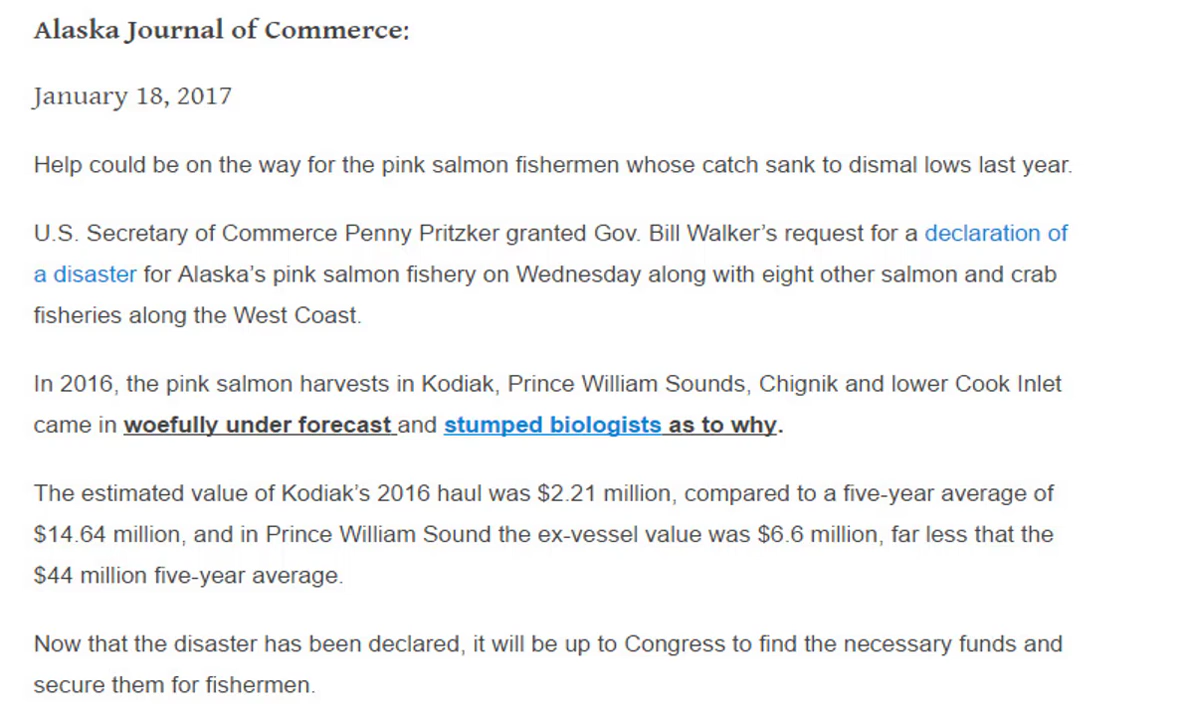 Alaska Journal of Commerce:
January 18, 2017
Help could be on the way for the pink salmon fishermen whose catch sank to dismal lows last year.
U.S. Secretary of Commerce Penny Pritzker granted Gov. Bill Walker’s request for a declaration of
a disaster for Alaska’s pink salmon fishery on Wednesday along with eight other salmon and crab
fisheries along the West Coast.
In 2016, the pink salmon harvests in Kodiak, Prince William Sounds, Chignik and lower Cook Inlet
came in woefully under forecast and stumped biologists as to why.
The estimated value of Kodiak’s 2016 haul was $2.21 million, compared to a five-year average of
$14.64 million, and in Prince William Sound the ex-vessel value was $6.6 million, far less that the
$44 million five-year average.
Now that the disaster has been declared, it will be up to Congress to find the necessary funds and
secure them for fishermen.